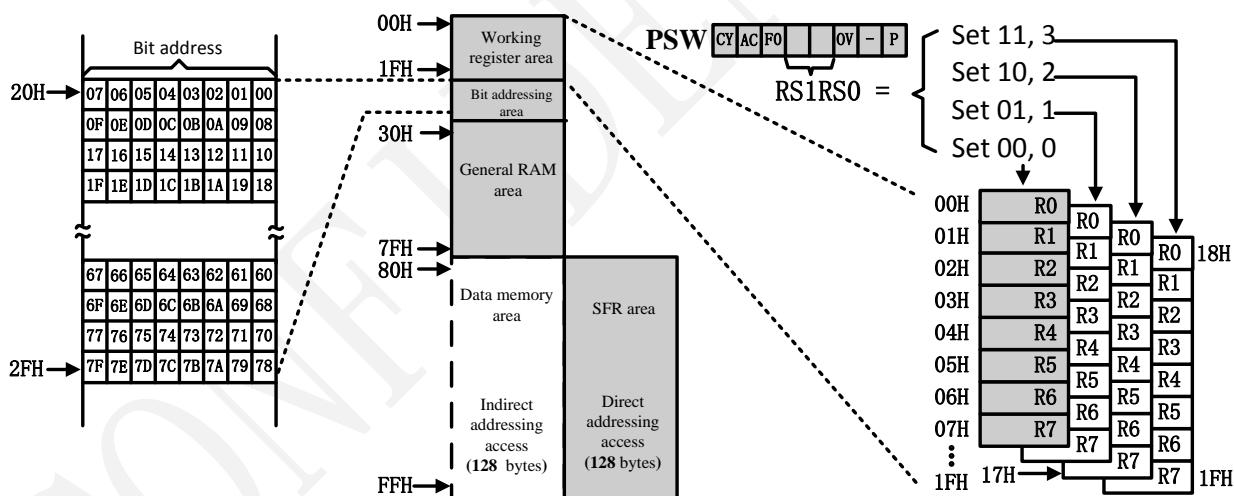 Bit address
20H
07 06 05 04 03 02 01 00
0F 0E 0D 0C 0B 0A 09 08
17 16 15 14 13 12 11 10
1F 1E 1D 1C 1B 1A 19 18
67 66 65 64 63 62 61 60
6F 6E 6D 6C 6B 6A 69 68
77 76 75 74 73 72 71 70
7F 7E 7D 7C 7B 7A 79 78
2FH
00H
Working
register area
1FH
Bit addressing
area
30H
General RAM
area
7FH
80H
Data memory
area
Indirect
addressing
access
(128 bytes)
FFH
SFR area
Direct
addressing
access
(128 bytes)
PSW CY AC F0 OV - P
RS1RS0 =
Set 11, 3
Set 10, 2
Set 01, 1
Set 00, 0
00H
01H
02H
03H
04H
05H
06H
07H
1FH
R0
R1
R2
R3
R4
R5
R6
R7
R0
R1
R2
R3
R4
R5
R6
R7
17H
R0
R1
R2
R3
R4
R5
R6
R7
R0
R1
R2
R3
R4
R5
R6
R7
18H
1FH